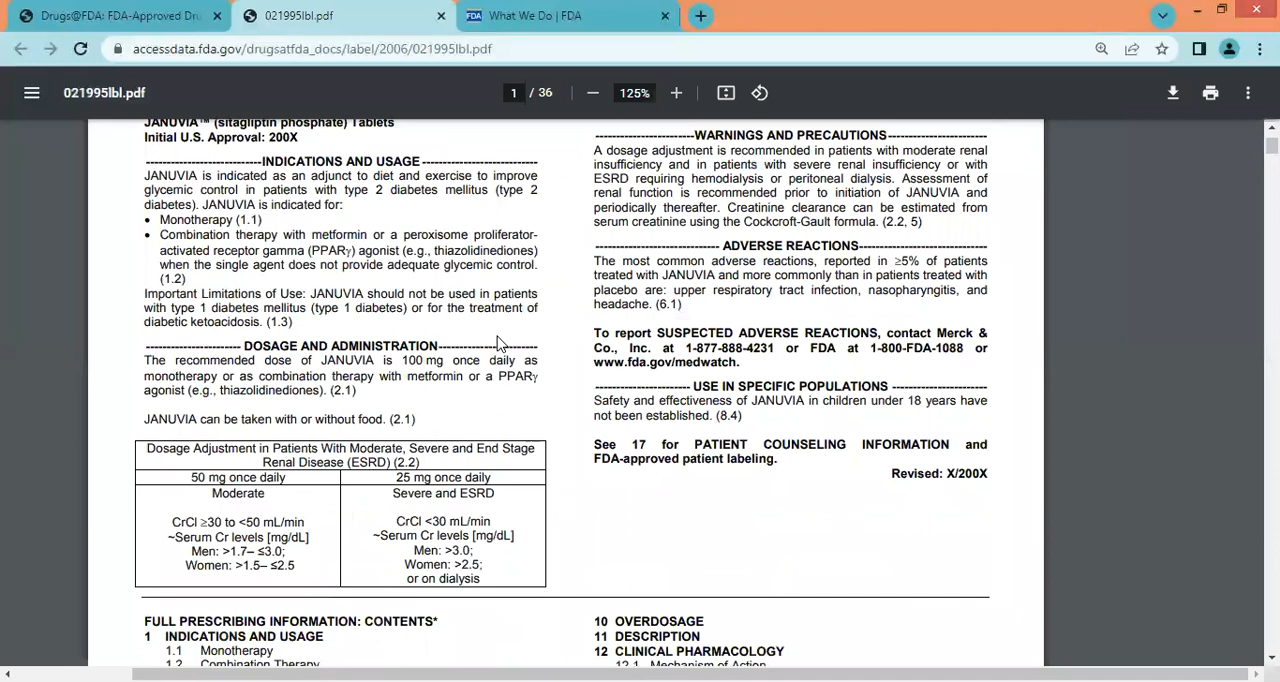 Drugs@FDA: FDA-Approved Dru
021995lbl.pdf
What We Do | FDA
accessdata.fda.gov/drugsatfda_docs/label/2006/021995lbl.pdf
021995lbl.pdf
1 / 36
125%
JANUVIA™ (sitagliptin phosphate) Tablets
Initial U.S. Approval: 200X
----------------------------INDICATIONS AND USAGE----------------------------
JANUVIA is indicated as an adjunct to diet and exercise to improve
glycemic control in patients with type 2 diabetes mellitus (type 2
diabetes). JANUVIA is indicated for:
• Monotherapy (1.1)
• Combination therapy with metformin or a peroxisome proliferator-
activated receptor gamma (PPARγ) agonist (e.g., thiazolidinediones)
when the single agent does not provide adequate glycemic control.
(1.2)
Important Limitations of Use: JANUVIA should not be used in patients
with type 1 diabetes mellitus (type 1 diabetes) or for the treatment of
diabetic ketoacidosis. (1.3)
----------------------- DOSAGE AND ADMINISTRATION-----------------------
The recommended dose of JANUVIA is 100 mg once daily as
monotherapy or as combination therapy with metformin or a PPARγ
agonist (e.g., thiazolidinediones). (2.1)
JANUVIA can be taken with or without food. (2.1)
Dosage Adjustment in Patients With Moderate, Severe and End Stage
Renal Disease (ESRD) (2.2)
50 mg once daily
25 mg once daily
Moderate
Severe and ESRD
CrCl ≥30 to <50 mL/min
~Serum Cr levels [mg/dL]
Men: >1.7– ≤3.0;
Women: >1.5– ≤2.5
CrCl <30 mL/min
~Serum Cr levels [mg/dL]
Men: >3.0;
Women: >2.5;
or on dialysis
-----------------------WARNINGS AND PRECAUTIONS-----------------------
A dosage adjustment is recommended in patients with moderate renal
insufficiency and in patients with severe renal insufficiency or with
ESRD requiring hemodialysis or peritoneal dialysis. Assessment of
renal function is recommended prior to initiation of JANUVIA and
periodically thereafter. Creatinine clearance can be estimated from
serum creatinine using the Cockcroft-Gault formula. (2.2, 5)
------------------------------ ADVERSE REACTIONS------------------------------
The most common adverse reactions, reported in ≥5% of patients
treated with JANUVIA and more commonly than in patients treated with
placebo are: upper respiratory tract infection, nasopharyngitis, and
headache. (6.1)
To report SUSPECTED ADVERSE REACTIONS, contact Merck &
Co., Inc. at 1-877-888-4231 or FDA at 1-800-FDA-1088 or
www.fda.gov/medwatch.
----------------------- USE IN SPECIFIC POPULATIONS -----------------------
Safety and effectiveness of JANUVIA in children under 18 years have
not been established. (8.4)
See 17 for PATIENT COUNSELING INFORMATION and
FDA-approved patient labeling.
Revised: X/200X
FULL PRESCRIBING INFORMATION: CONTENTS*
1 INDICATIONS AND USAGE
1.1 Monotherapy
1.2 Combination Therapy
10 OVERDOSAGE
11 DESCRIPTION
12 CLINICAL PHARMACOLOGY
12.1 Mechanism of Action